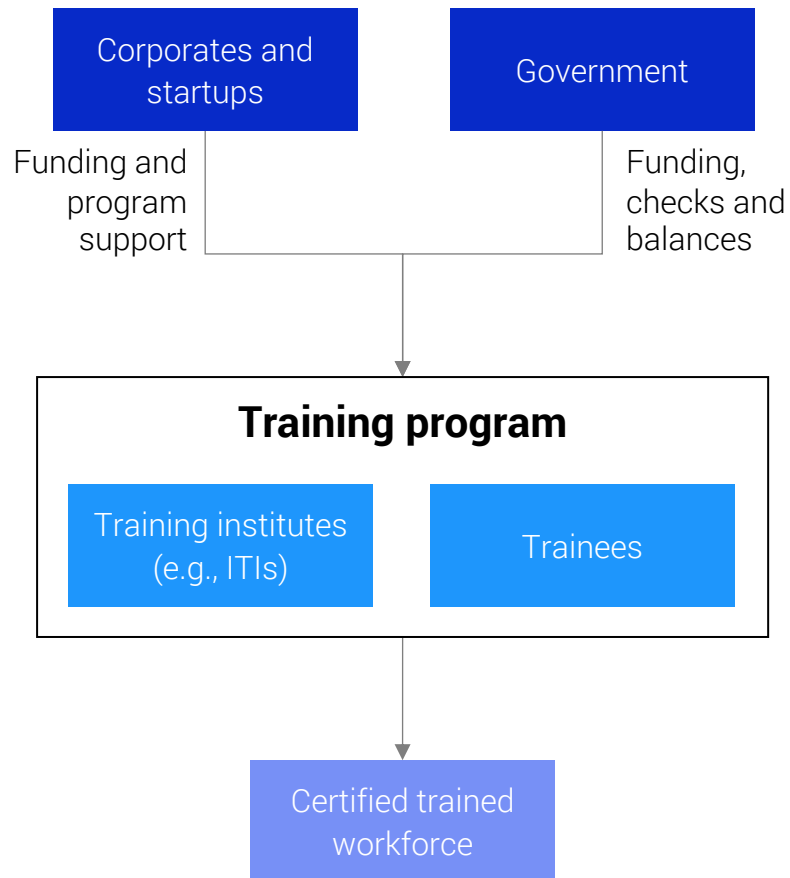 Corporates and
startups
Government
Funding and
program
support
Funding,
checks and
balances
Training program
Training institutes
(e.g., ITIs)
Trainees
Certified trained
workforce